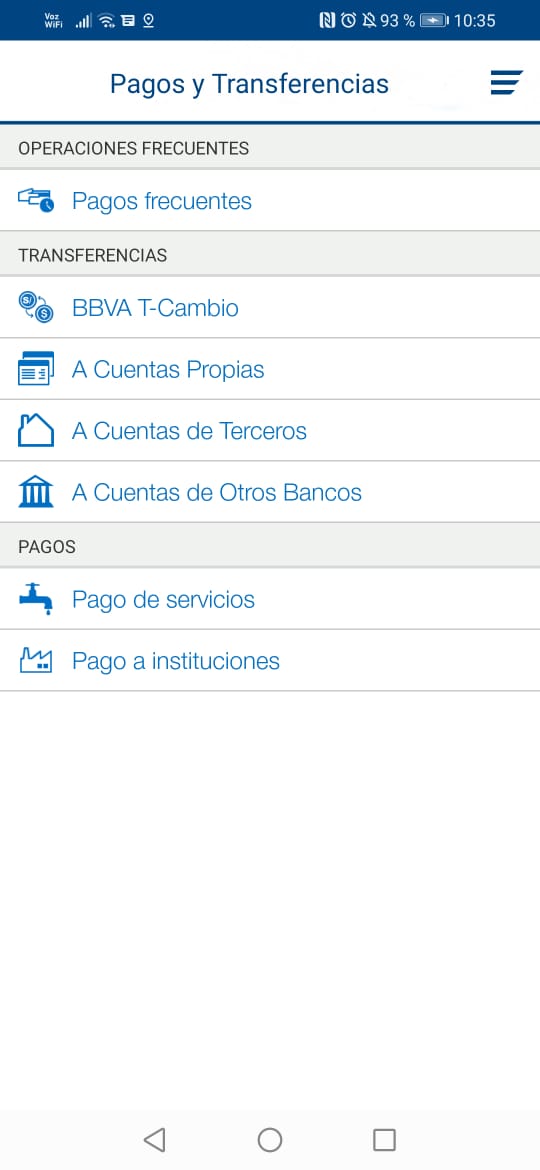 Voz
WiFi
93 %
10:35
Pagos y Transferencias
OPERACIONES FRECUENTES
Pagos frecuentes
TRANSFERENCIAS
S/
$
BBVA T-Cambio
A Cuentas Propias
A Cuentas de Terceros
A Cuentas de Otros Bancos
PAGOS
Pago de servicios
Pago a instituciones